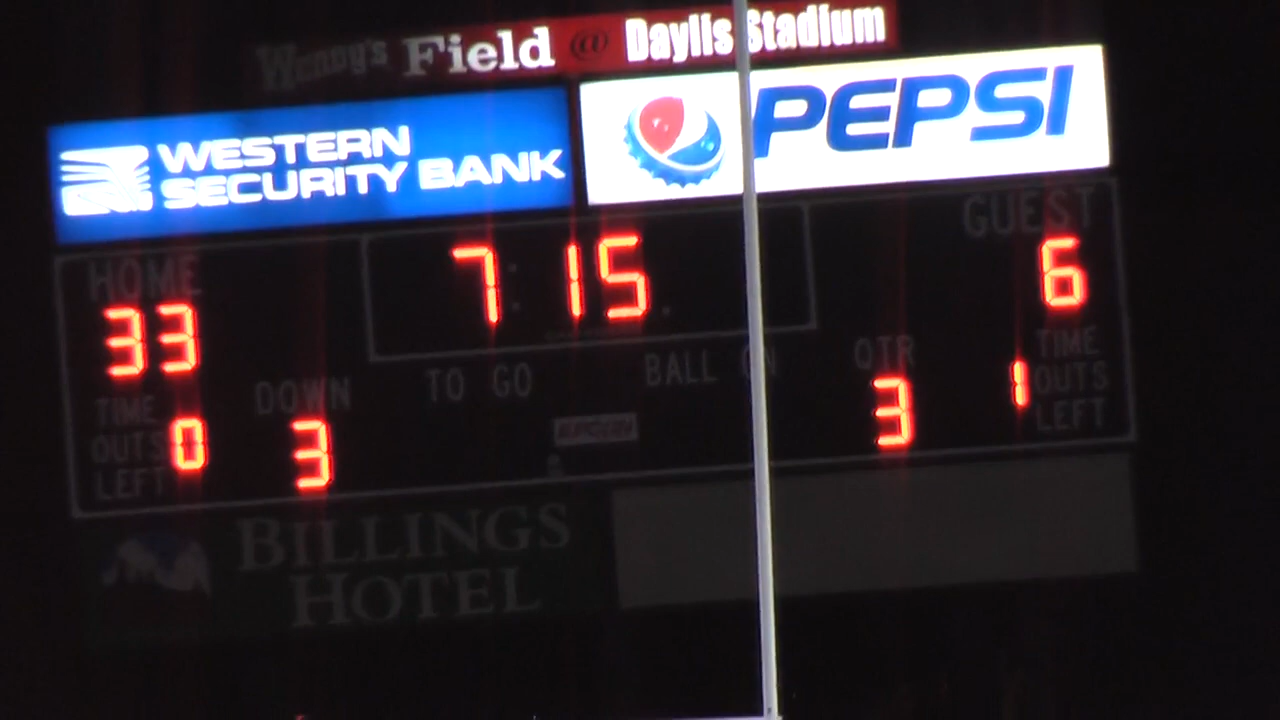 Wendy's Field @ Daylis Stadium
WESTERN
SECURITY BANK
PEPSI
HOME
33
7:15
GUEST
6
TIME
OUTS
LEFT
0
DOWN
3
TO GO
BALL ON
QTR
3
1
TIME
OUTS
LEFT
BILLINGS
HOTEL